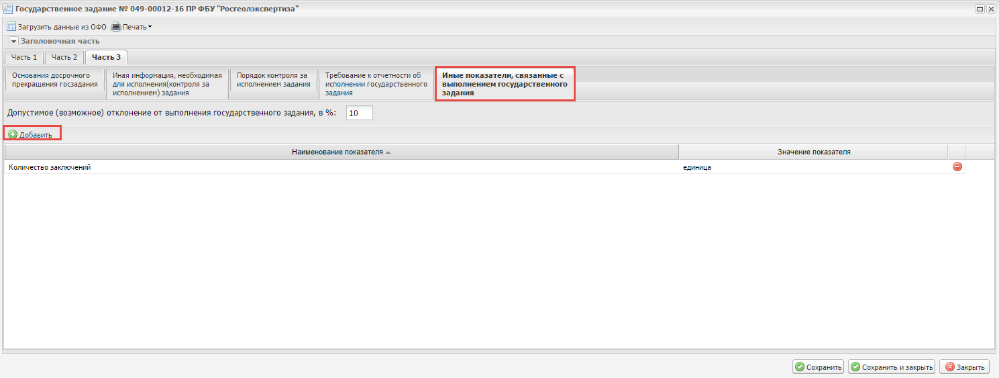 Государственное задание № 049-00012-16 ПР ФБУ "Росгеолэкспертиза"
Загрузить данные из ОФО Печать
Заголовочная часть
Часть 1 Часть 2 Часть 3
Основания досрочного
прекращения госзадания
Иная информация, необходимая
для исполнения(контроля за
исполнением) задания
Порядок контроля за
исполнением задания
Требование к отчетности об
исполнении государственного
задания
Иные показатели, связанные с
выполнением государственного
задания
Допустимое (возможное) отклонение от выполнения государственного задания, в %: 10
Добавить
Наименование показателя Значение показателя
Количество заключений единица
Сохранить Сохранить и закрыть Закрыть